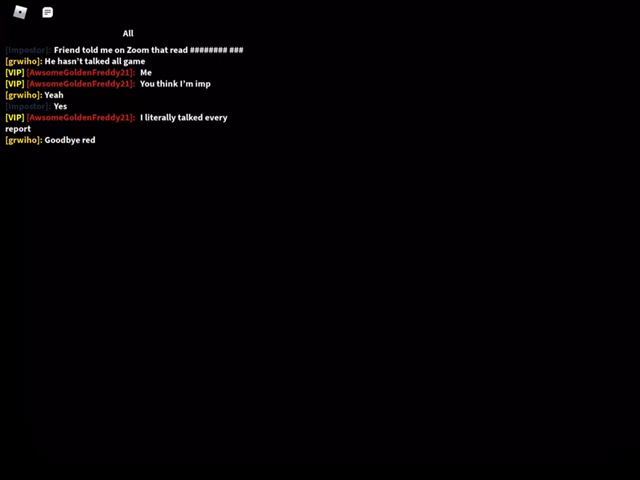 All
[Impostor]: Friend told me on Zoom that read ######## ###
[grwiho]: He hasn't talked all game
[VIP] [AwsomeGoldenFreddy21]: Me
[VIP] [AwsomeGoldenFreddy21]: You think I'm imp
[grwiho]: Yeah
[Impostor]: Yes
[VIP] [AwsomeGoldenFreddy21]: I literally talked every
report
[grwiho]: Goodbye red